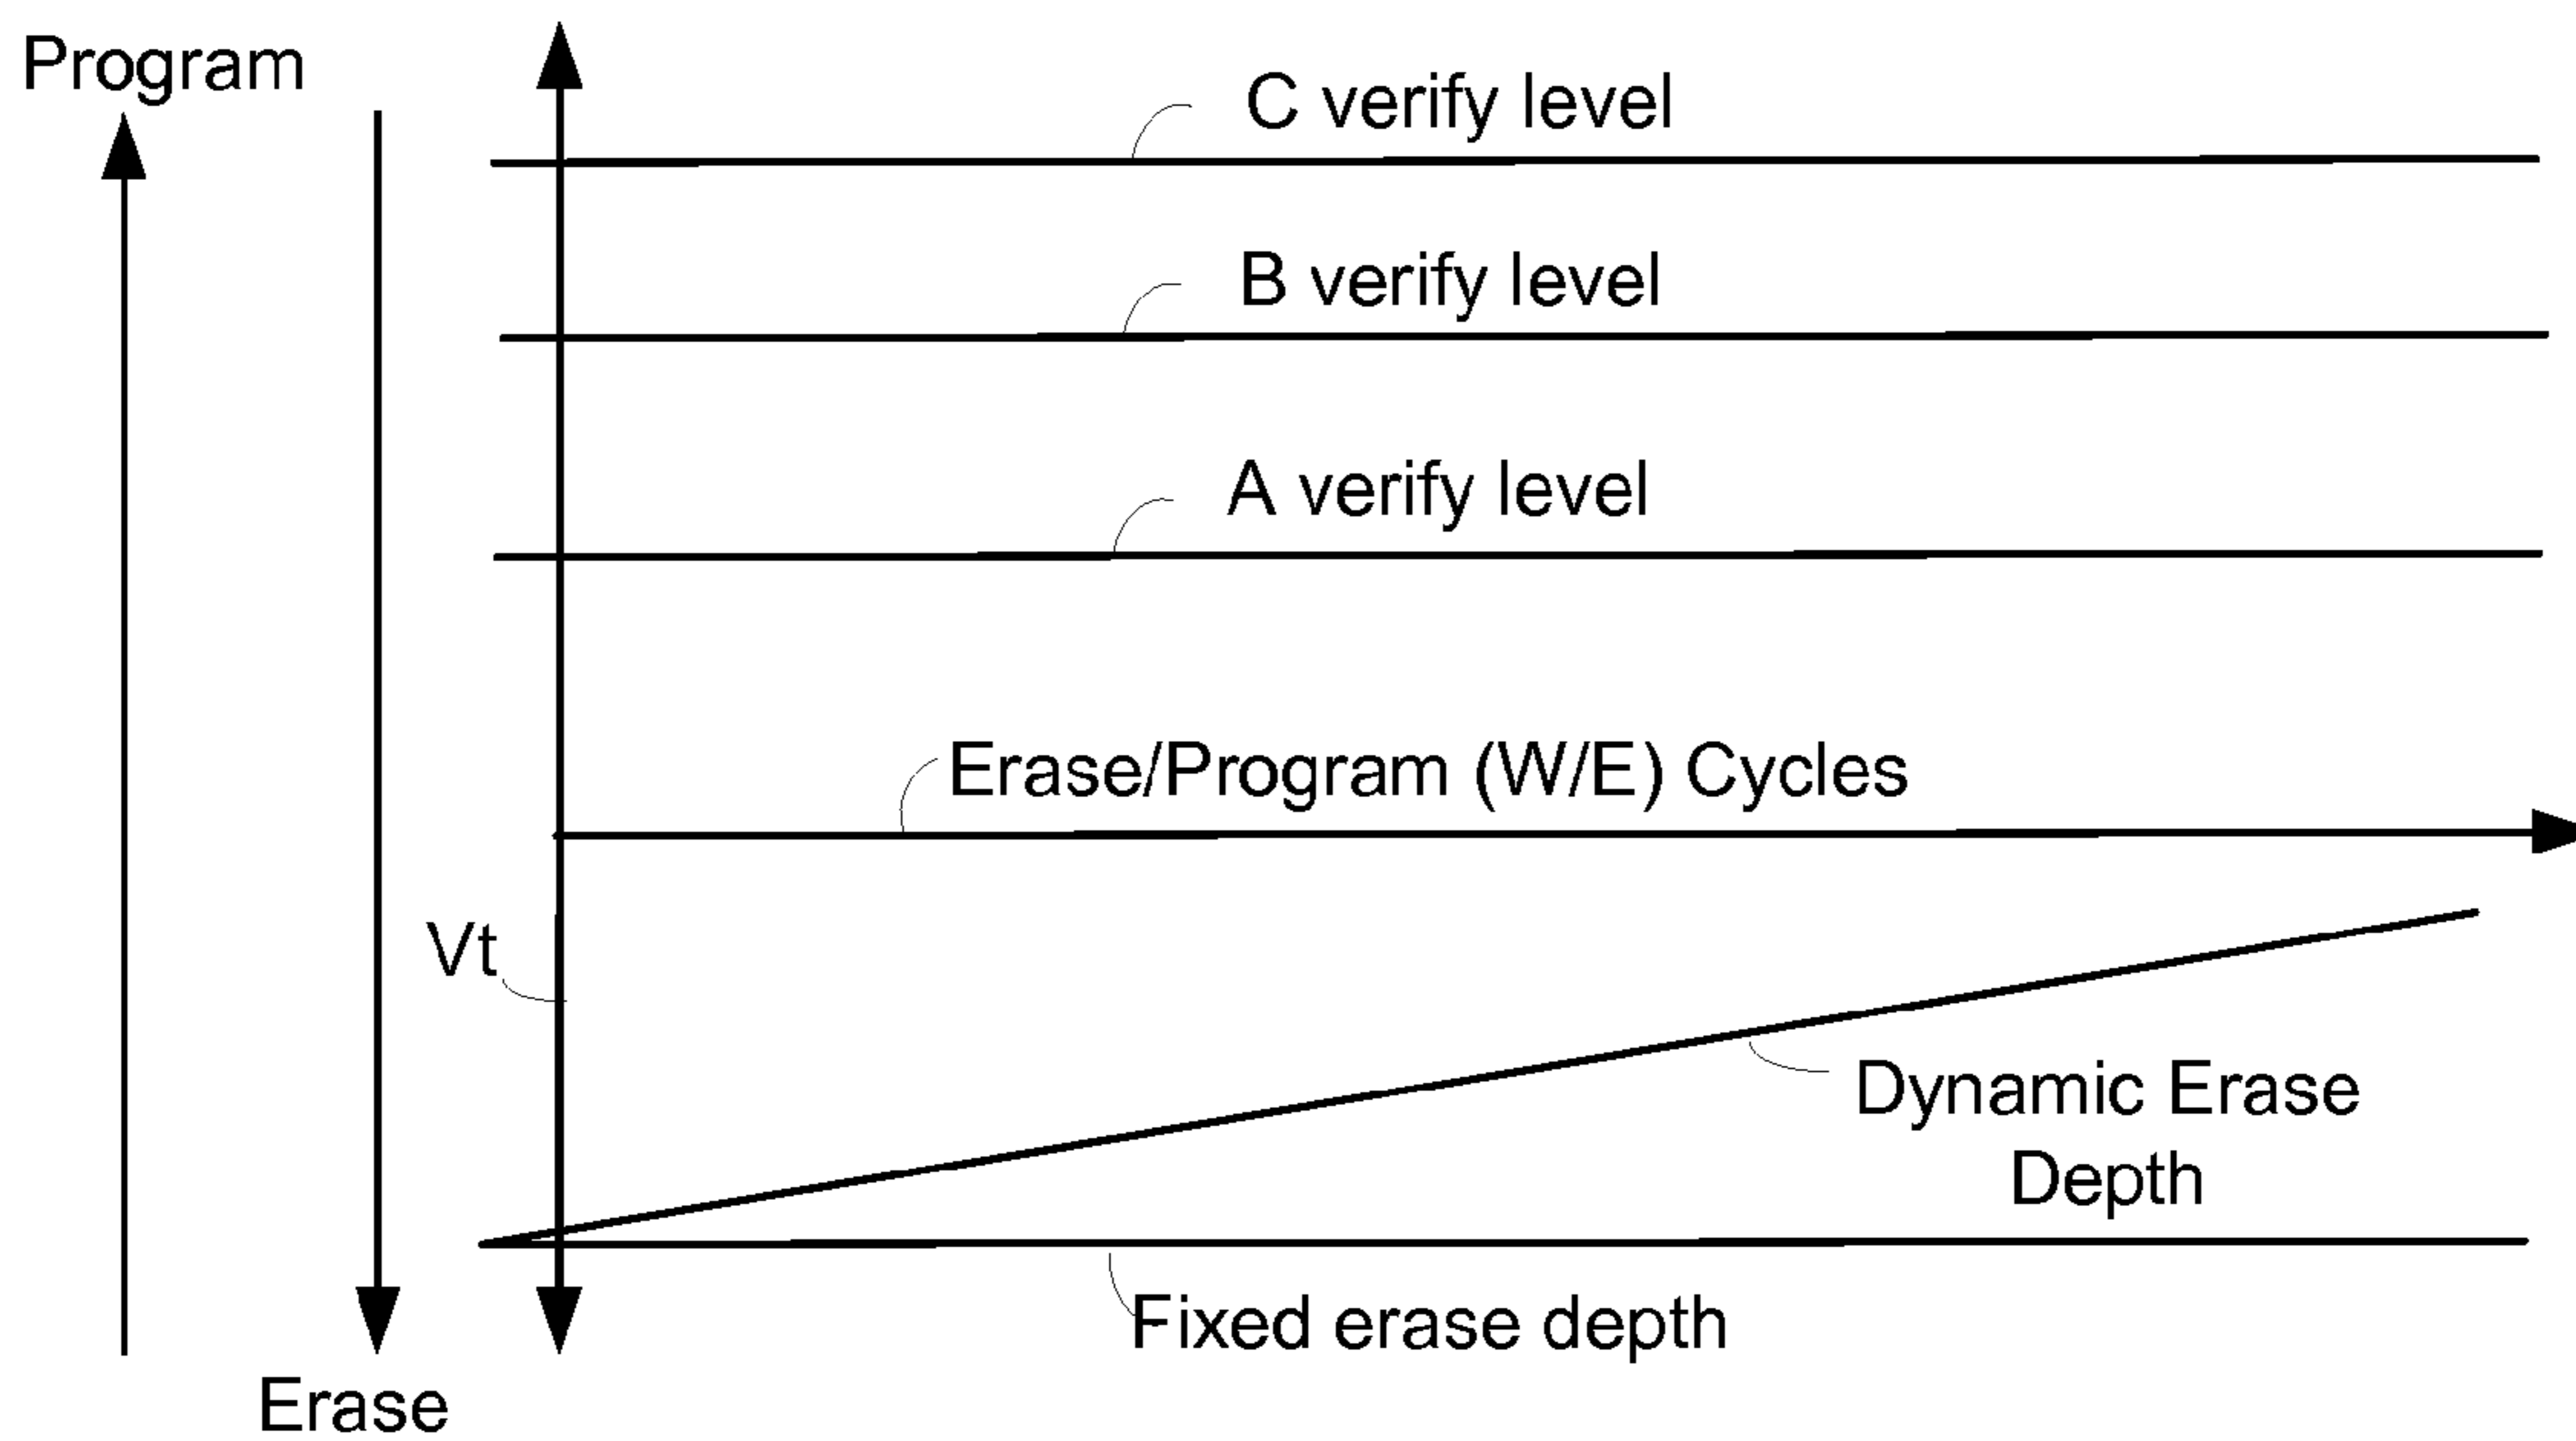 Program
C verify level
B verify level
A verify level
Erase/Program (W/E) Cycles
Vt
Dynamic Erase
Depth
Fixed erase depth
Erase